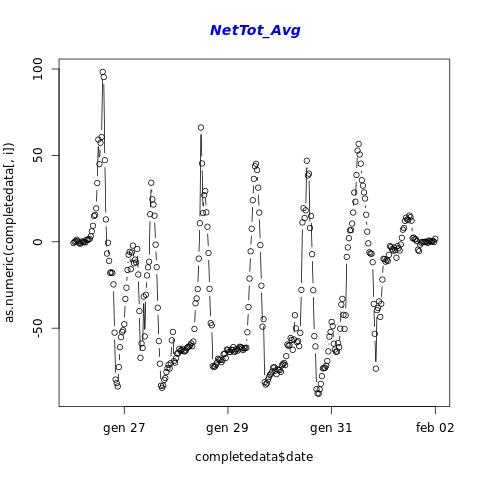 NetTot_Avg
as.numeric(completedata[, i])
100
50
0
-50
gen 27
gen 29
gen 31
feb 02
completedata$date